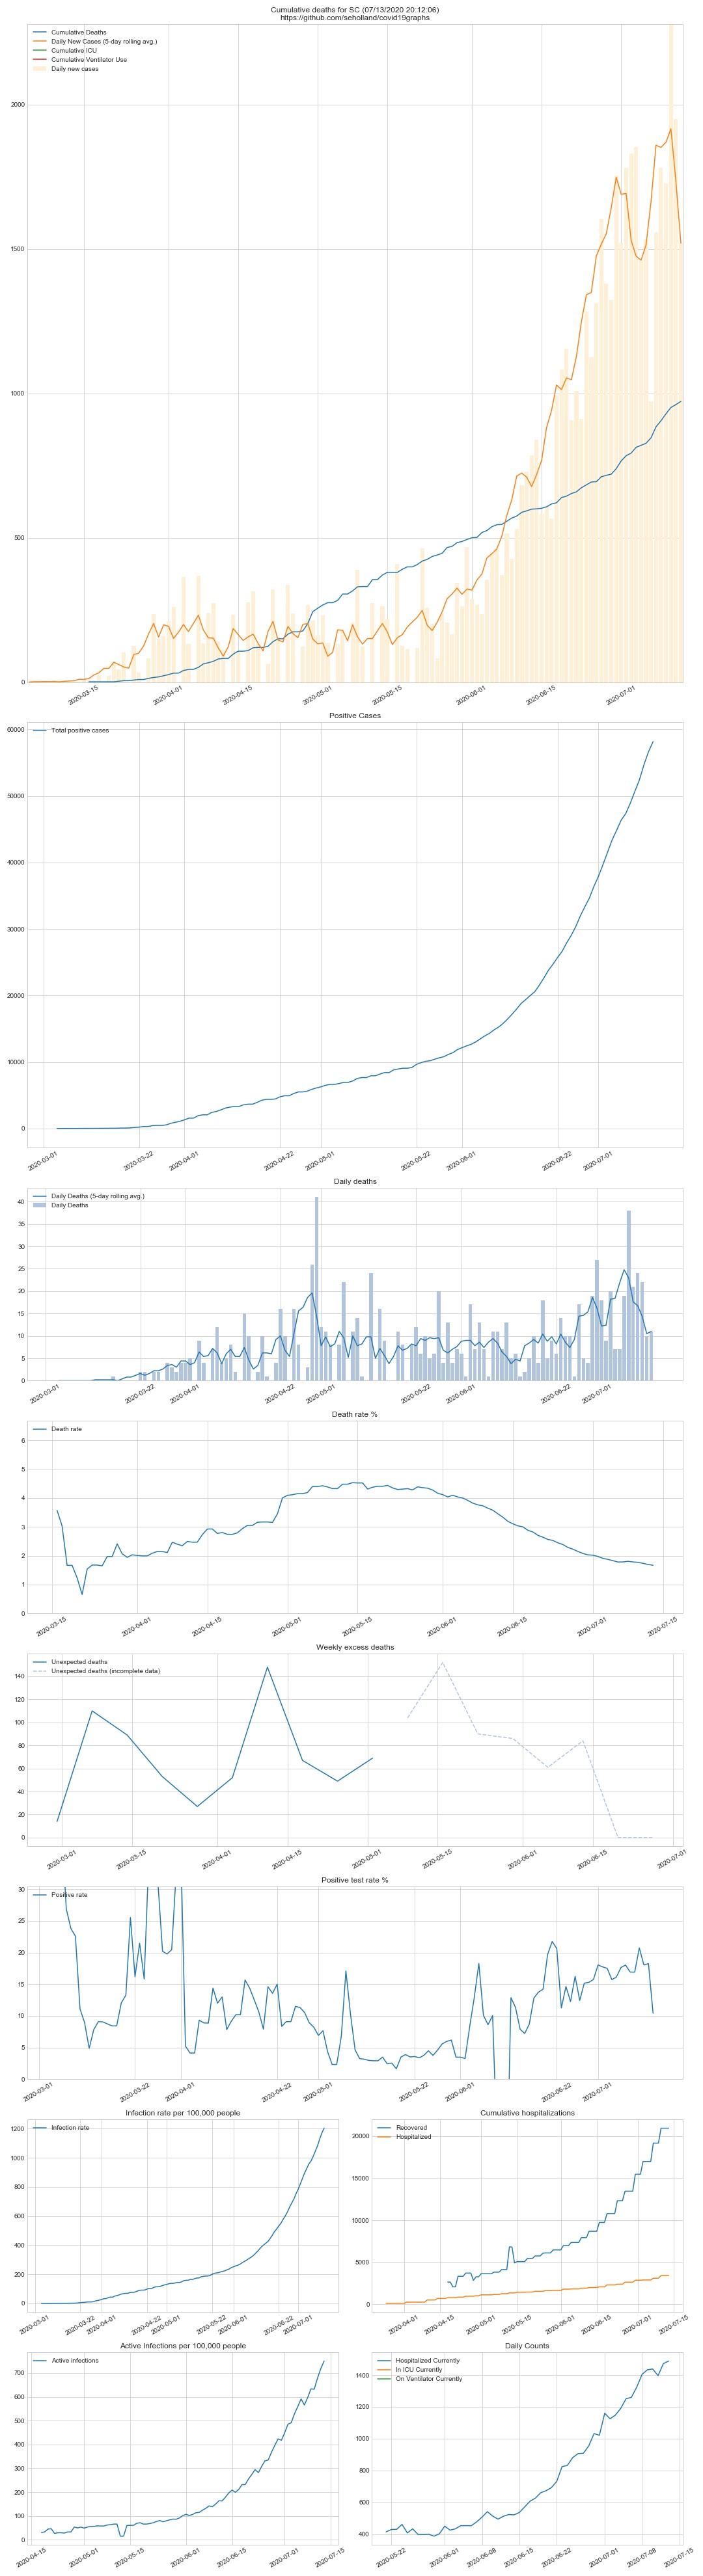 Cumulative deaths for SC (07/13/2020 20:12:06)
https://github.com/seholland/covid19graphs
Cumulative Deaths
Daily New Cases (5-day rolling avg.)
Cumulative ICU
Cumulative Ventilator Use
Daily new cases
2000
1500
1000
500
0
2020-03-15 2020-04-01 2020-04-15 2020-05-01 2020-05-15 2020-06-01 2020-06-15 2020-07-01
Positive Cases
Total positive cases
60000
50000
40000
30000
20000
10000
0
2020-03-01 2020-03-22 2020-04-01 2020-04-22 2020-05-01 2020-05-22 2020-06-01 2020-06-22 2020-07-01
Daily deaths
Daily Deaths (5-day rolling avg.)
Daily Deaths
40
35
30
25
20
15
10
5
0
2020-03-01 2020-03-22 2020-04-01 2020-04-22 2020-05-01 2020-05-22 2020-06-01 2020-06-22 2020-07-01
Death rate %
Death rate
6
5
4
3
2
1
0
2020-03-15 2020-04-01 2020-04-15 2020-05-01 2020-05-15 2020-06-01 2020-06-15 2020-07-01 2020-07-15
Weekly excess deaths
Unexpected deaths
Unexpected deaths (incomplete data)
140
120
100
80
60
40
20
0
2020-03-01 2020-03-15 2020-04-01 2020-04-15 2020-05-01 2020-05-15 2020-06-01 2020-06-15 2020-07-01
Positive test rate %
Positive rate
30
25
20
15
10
5
0
2020-03-01 2020-03-22 2020-04-01 2020-04-22 2020-05-01 2020-05-22 2020-06-01 2020-06-22 2020-07-01
Infection rate per 100,000 people
Infection rate
1200
1000
800
600
400
200
0
2020-03-01 2020-03-22 2020-04-01 2020-04-22 2020-05-01 2020-05-22 2020-06-01 2020-06-22 2020-07-01
Cumulative hospitalizations
Recovered
Hospitalized
20000
15000
10000
5000
0
2020-04-01 2020-04-15 2020-05-01 2020-05-15 2020-06-01 2020-06-15 2020-07-01 2020-07-15
Active Infections per 100,000 people
Active infections
700
600
500
400
300
200
100
0
2020-04-15 2020-05-01 2020-05-15 2020-06-01 2020-06-15 2020-07-01 2020-07-15
Daily Counts
Hospitalized Currently
In ICU Currently
On Ventilator Currently
1400
1200
1000
800
600
400
2020-05-22 2020-06-01 2020-06-08 2020-06-15 2020-06-22 2020-07-01 2020-07-08 2020-07-15